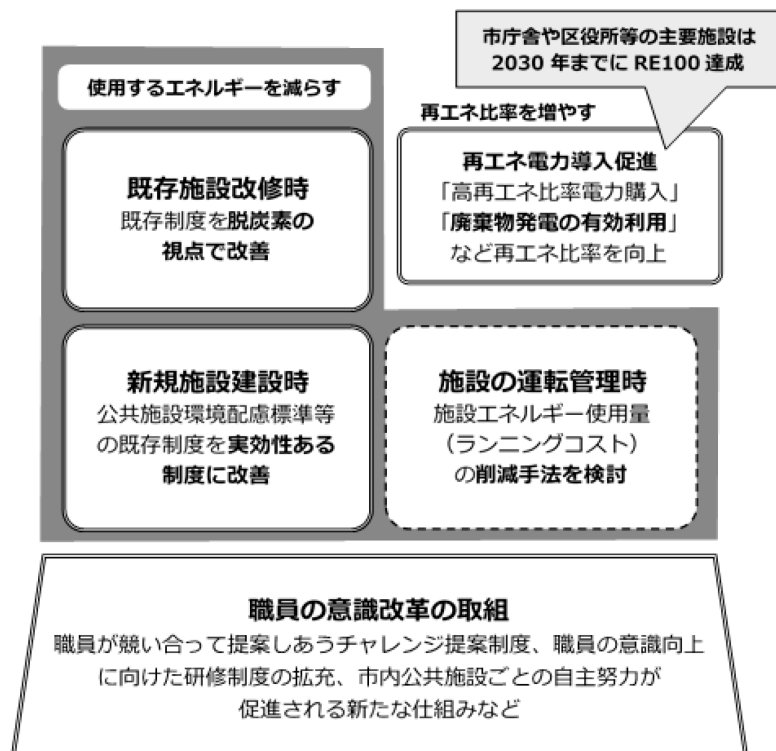 市庁舎や区役所等の主要施設は
2030 年までに RE100 達成
使用するエネルギーを減らす
再エネ比率を増やす
既存施設改修時
既存制度を脱炭素の
視点で改善
再エネ電力導入促進
「高再エネ比率電力購入」
「廃棄物発電の有効利用」
など再エネ比率を向上
新規施設建設時
公共施設環境配慮標準等
の既存制度を実効性ある
制度に改善
施設の運転管理時
施設エネルギー使用量
（ランニングコスト）
の削減手法を検討
職員の意識改革の取組
職員が競い合って提案しあうチャレンジ提案制度、職員の意識向上
に向けた研修制度の拡充、市内公共施設ごとの自主努力が
促進される新たな仕組みなど